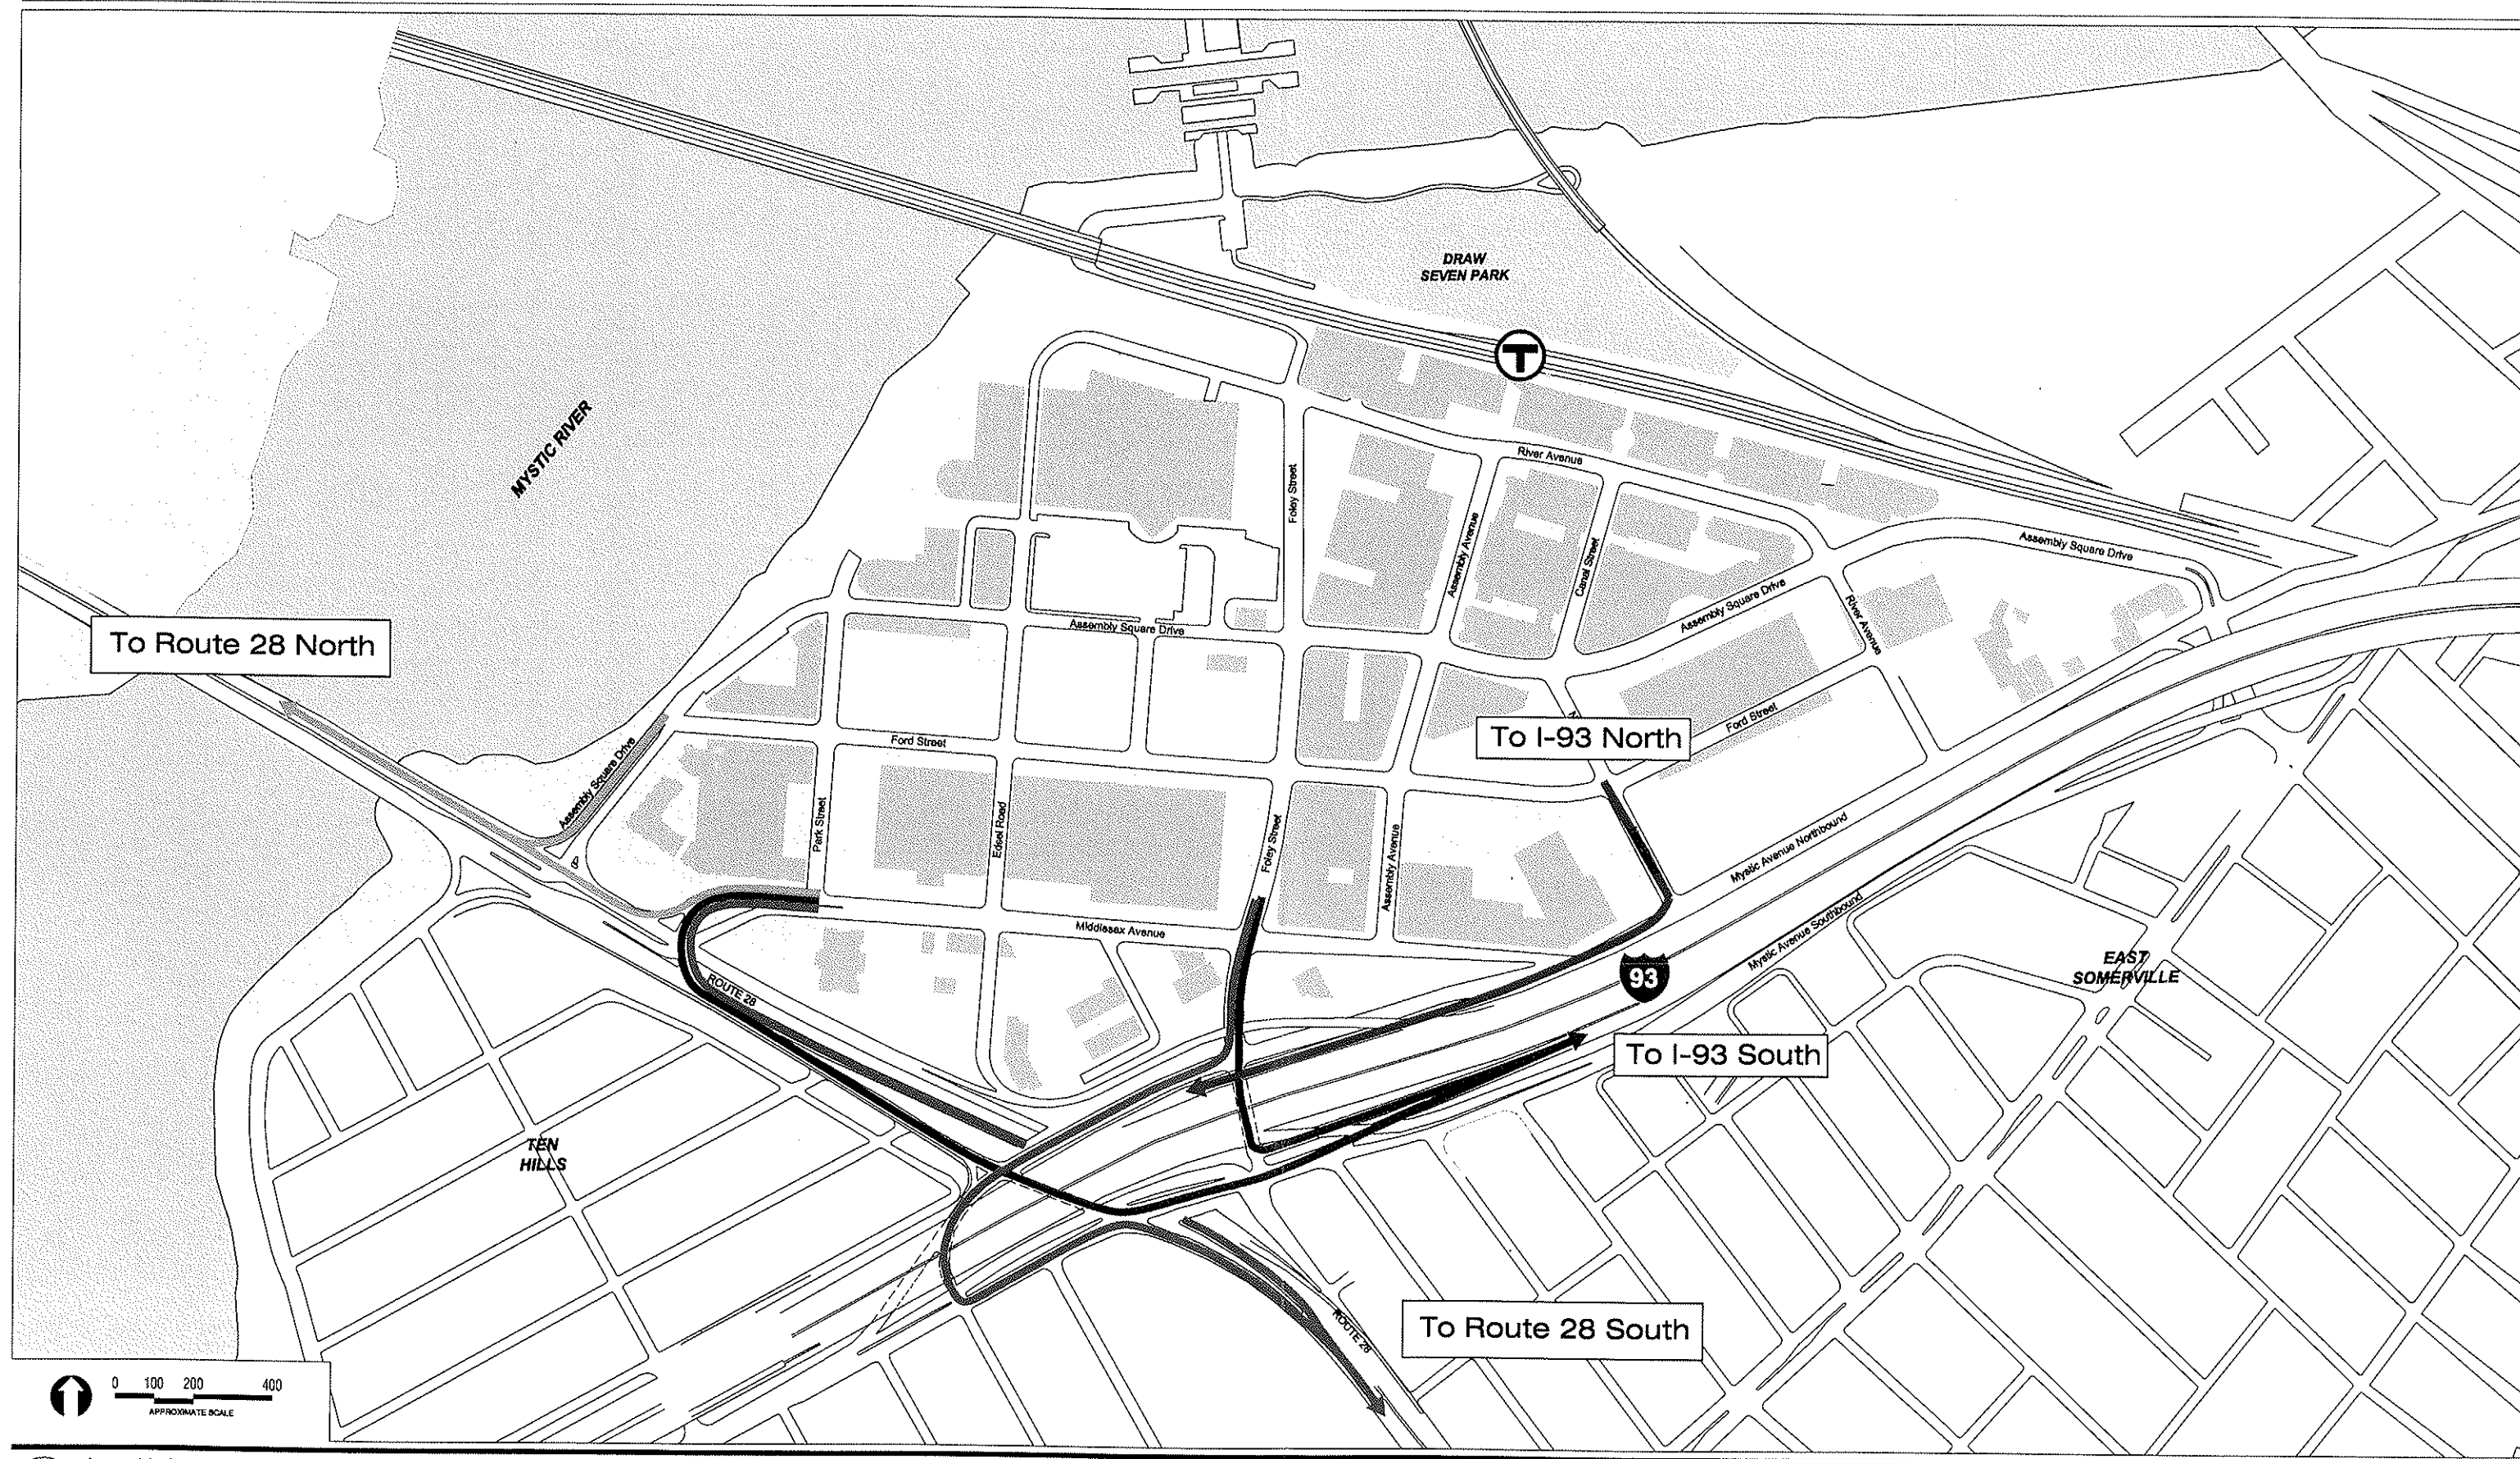 DRAW
SEVEN PARK
T
MYSTIC RIVER
River Avenue
Foley Street
Assembly Avenue
Canal Street
Assembly Square Drive
Assembly Square Drive
River Avenue
Assembly Square Drive
To Route 28 North
To I-93 North
Ford Street
Ford Street
Assembly Square Drive
Park Street
Edsel Road
Foley Street
Assembly Avenue
Mystic Avenue Northbound
Middlesex Avenue
Mystic Avenue Southbound
93
EAST
SOMERVILLE
ROUTE 28
To I-93 South
TEN
HILLS
To Route 28 South
ROUTE 28
0 100 200 400
APPROXIMATE SCALE